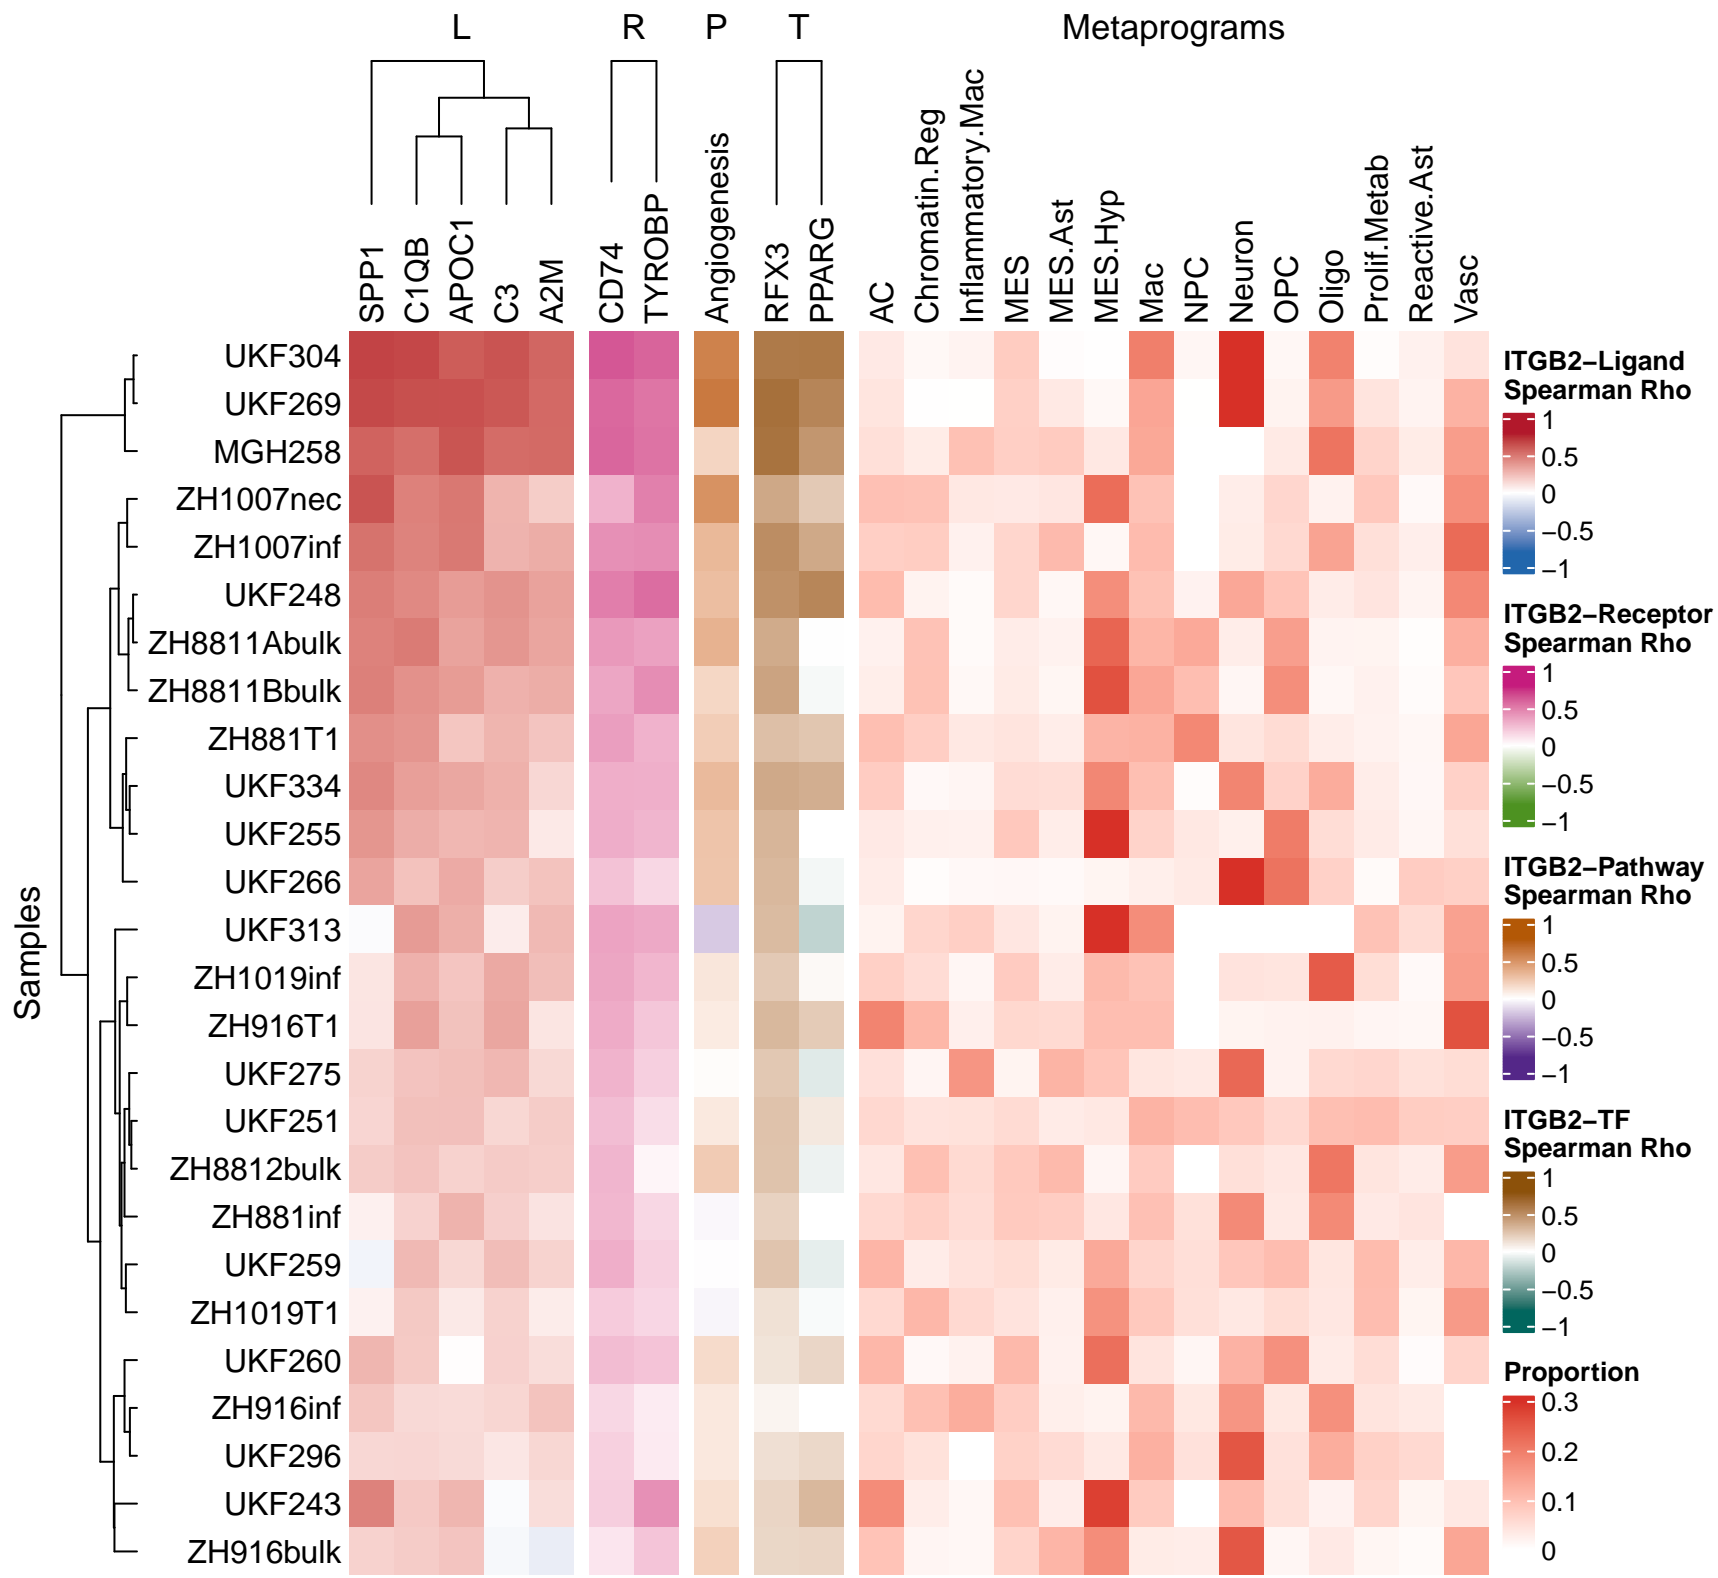 L R P T Metaprograms
SPP1
C1QB
APOC1
C3
A2M
CD74
TYROBP
Angiogenesis
RFX3
PPARG
AC
Chromatin.Reg
Inflammatory.Mac
MES
MES.Ast
MES.Hyp
Mac
NPC
Neuron
OPC
Oligo
Prolif.Metab
Reactive.Ast
Vasc
Samples
UKF304
UKF269
MGH258
ZH1007nec
ZH1007inf
UKF248
ZH8811Abulk
ZH8811Bbulk
ZH881T1
UKF334
UKF255
UKF266
UKF313
ZH1019inf
ZH916T1
UKF275
UKF251
ZH8812bulk
ZH881inf
UKF259
ZH1019T1
UKF260
ZH916inf
UKF296
UKF243
ZH916bulk
ITGB2−Ligand
Spearman Rho
1
0.5
0
−0.5
−1
ITGB2−Receptor
Spearman Rho
1
0.5
0
−0.5
−1
ITGB2−Pathway
Spearman Rho
1
0.5
0
−0.5
−1
ITGB2−TF
Spearman Rho
1
0.5
0
−0.5
−1
Proportion
0.3
0.2
0.1
0